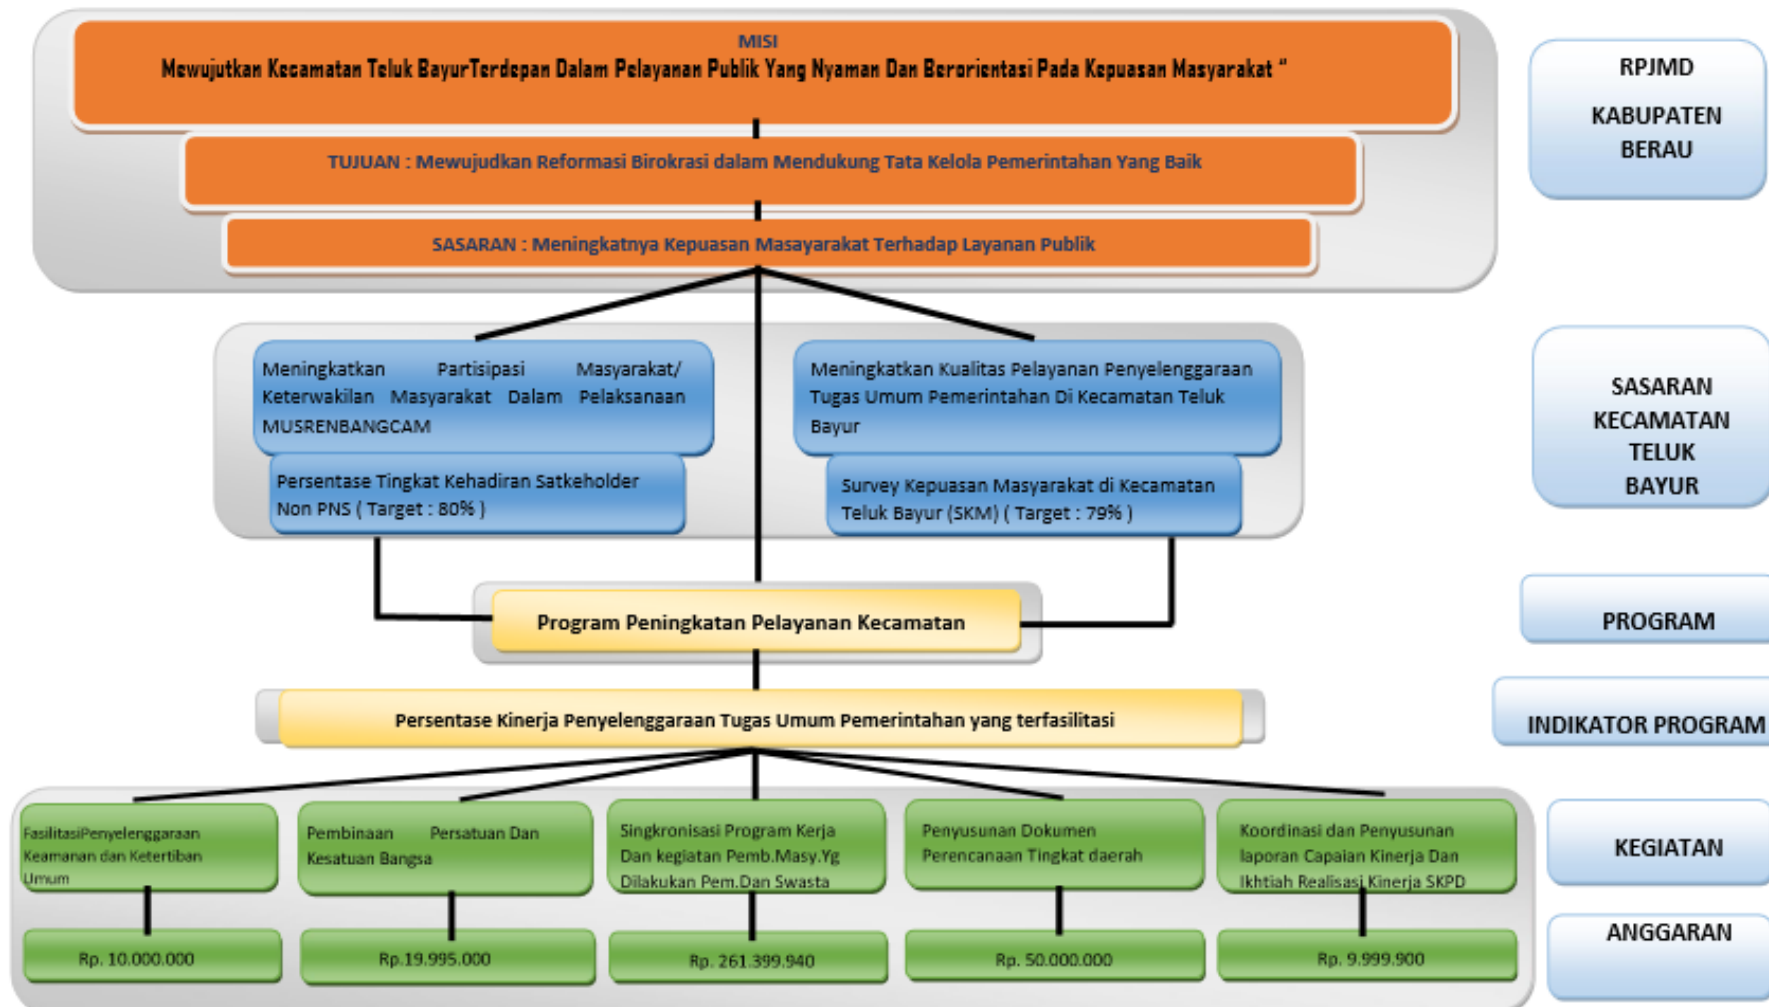 MISI
Mewujutkan Kecamatan Teluk BayurTerdepan Dalam Pelayanan Publik Yang Nyaman Dan Berorientasi Pada Kepuasan Masyarakat "
TUJUAN : Mewujudkan Reformasi Birokrasi dalam Mendukung Tata Kelola Pemerintahan Yang Baik
SASARAN : Meningkatnya Kepuasan Masayarakat Terhadap Layanan Publik
RPJMD
KABUPATEN
BERAU
Meningkatkan Partisipasi Masyarakat/
Keterwakilan Masyarakat Dalam Pelaksanaan
MUSRENBANGCAM
Persentase Tingkat Kehadiran Satkeholder
Non PNS ( Target : 80% )
Meningkatkan Kualitas Pelayanan Penyelenggaraan
Tugas Umum Pemerintahan Di Kecamatan Teluk
Bayur
Survey Kepuasan Masyarakat di Kecamatan
Teluk Bayur (SKM) ( Target : 79% )
SASARAN
KECAMATAN
TELUK
BAYUR
Program Peningkatan Pelayanan Kecamatan
PROGRAM
Persentase Kinerja Penyelenggaraan Tugas Umum Pemerintahan yang terfasilitasi
INDIKATOR PROGRAM
FasilitasiPenyelenggaraan
Keamanan dan Ketertiban
Umum
Pembinaan Persatuan Dan
Kesatuan Bangsa
Singkronisasi Program Kerja
Dan kegiatan Pemb.Masy.Yg
Dilakukan Pem.Dan Swasta
Penyusunan Dokumen
Perencanaan Tingkat daerah
Koordinasi dan Penyusunan
laporan Capaian Kinerja Dan
Ikhtiah Realisasi Kinerja SKPD
KEGIATAN
Rp. 10.000.000
Rp.19.995.000
Rp. 261.399.940
Rp. 50.000.000
Rp. 9.999.900
ANGGARAN